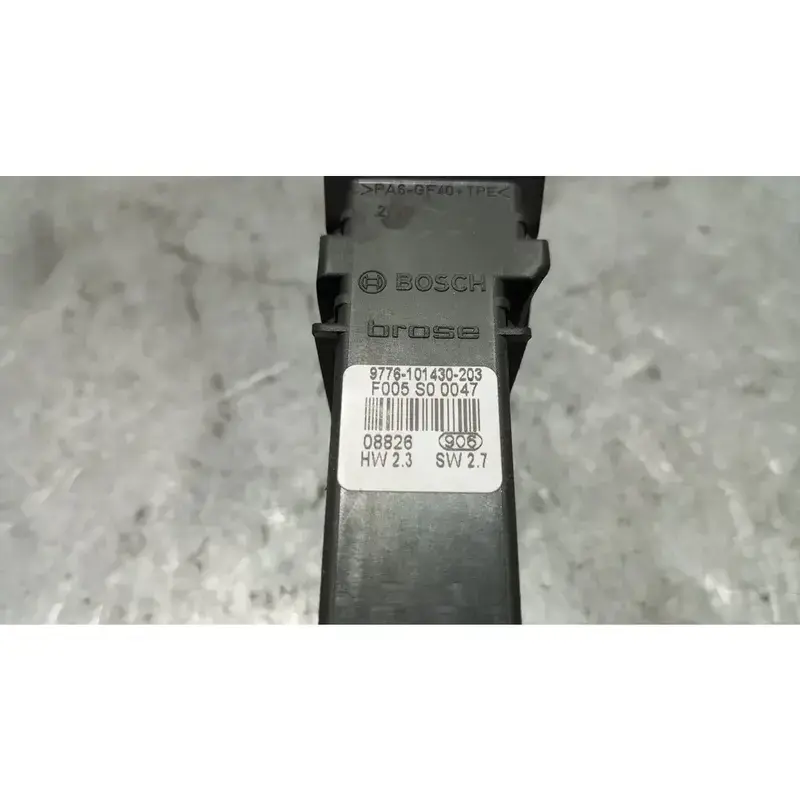 >PA6-GF40+TPE<
2
BOSCH
brose
9776-101430-203
F005 S0 0047
08826 906
HW 2.3 SW 2.7